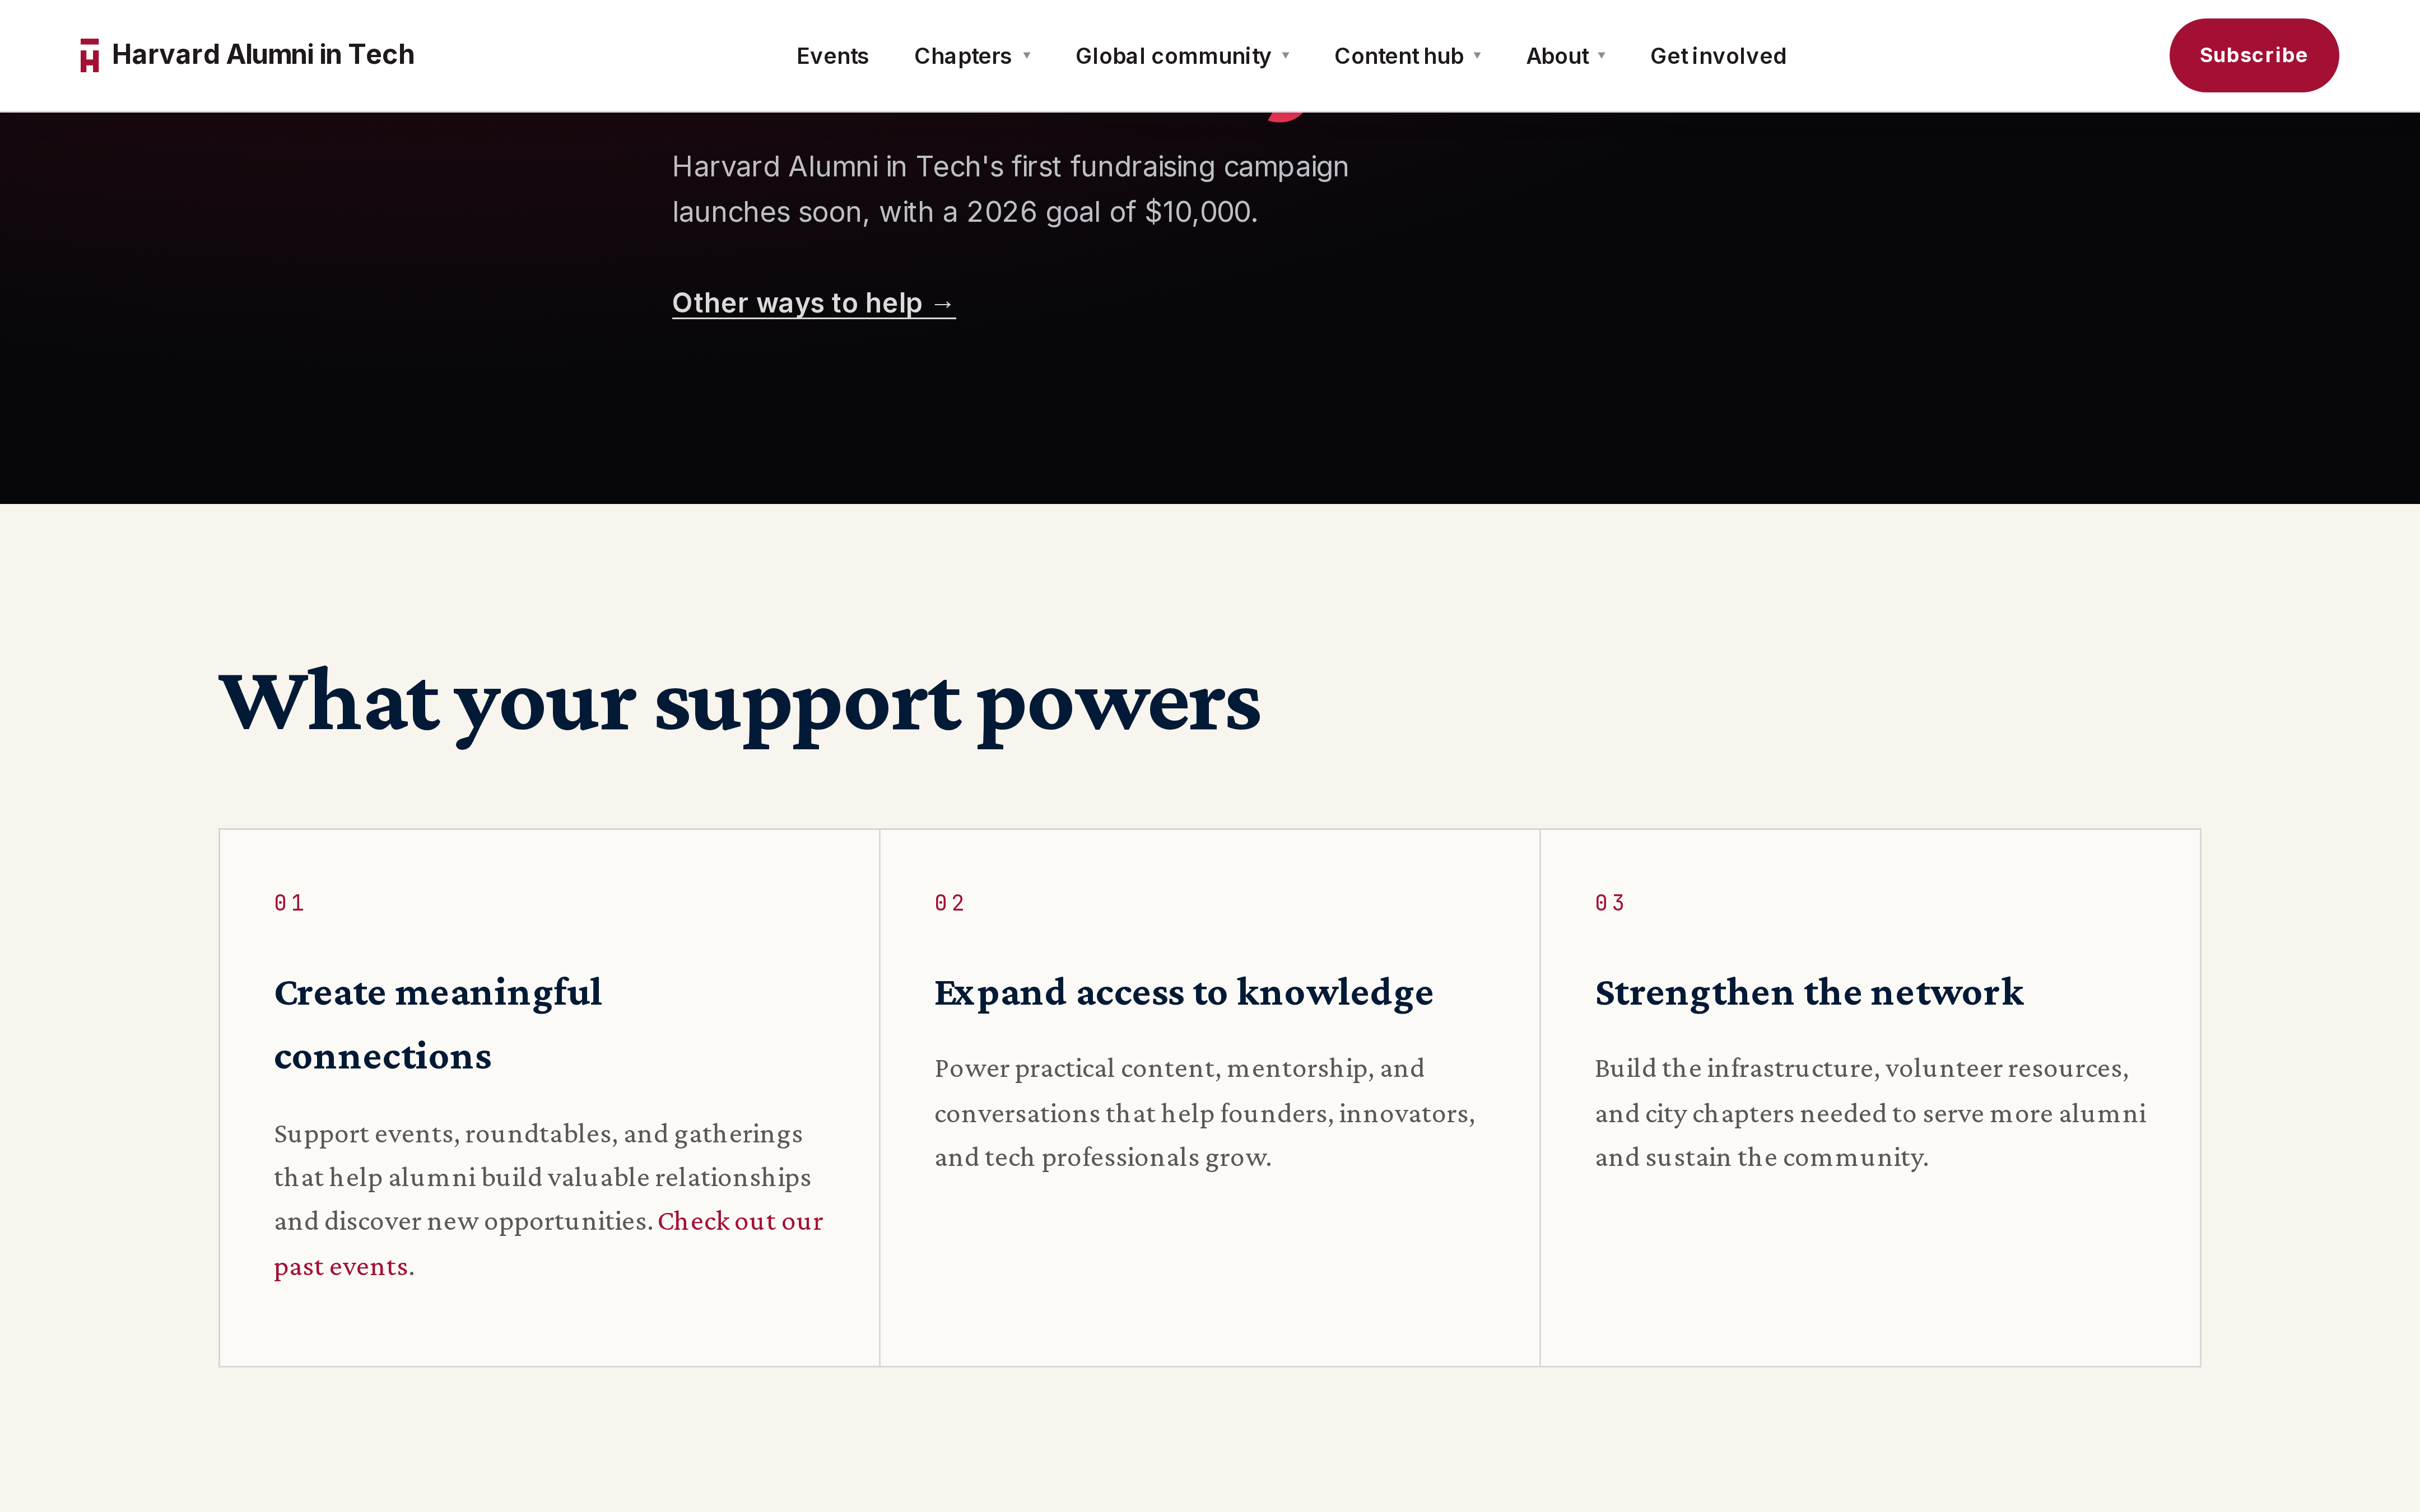 Harvard Alumni in Tech
Events
Chapters
Global community
Content hub
About
Get involved
Subscribe
Harvard Alumni in Tech's first fundraising campaign
launches soon, with a 2026 goal of $10,000.
Other ways to help →
What your support powers
01
Create meaningful
connections
Support events, roundtables, and gatherings
that help alumni build valuable relationships
and discover new opportunities. Check out our
past events.
02
Expand access to knowledge
Power practical content, mentorship, and
conversations that help founders, innovators,
and tech professionals grow.
03
Strengthen the network
Build the infrastructure, volunteer resources,
and city chapters needed to serve more alumni
and sustain the community.